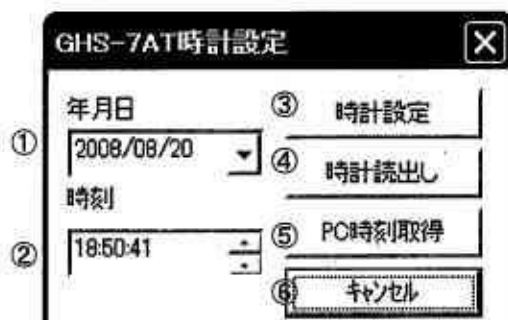 GHS-7AT時計設定
年月日
① 2008/08/20
時刻
② 18:50:41
③ 時計設定
④ 時計読出し
⑤ PC時刻取得
⑥ キャンセル